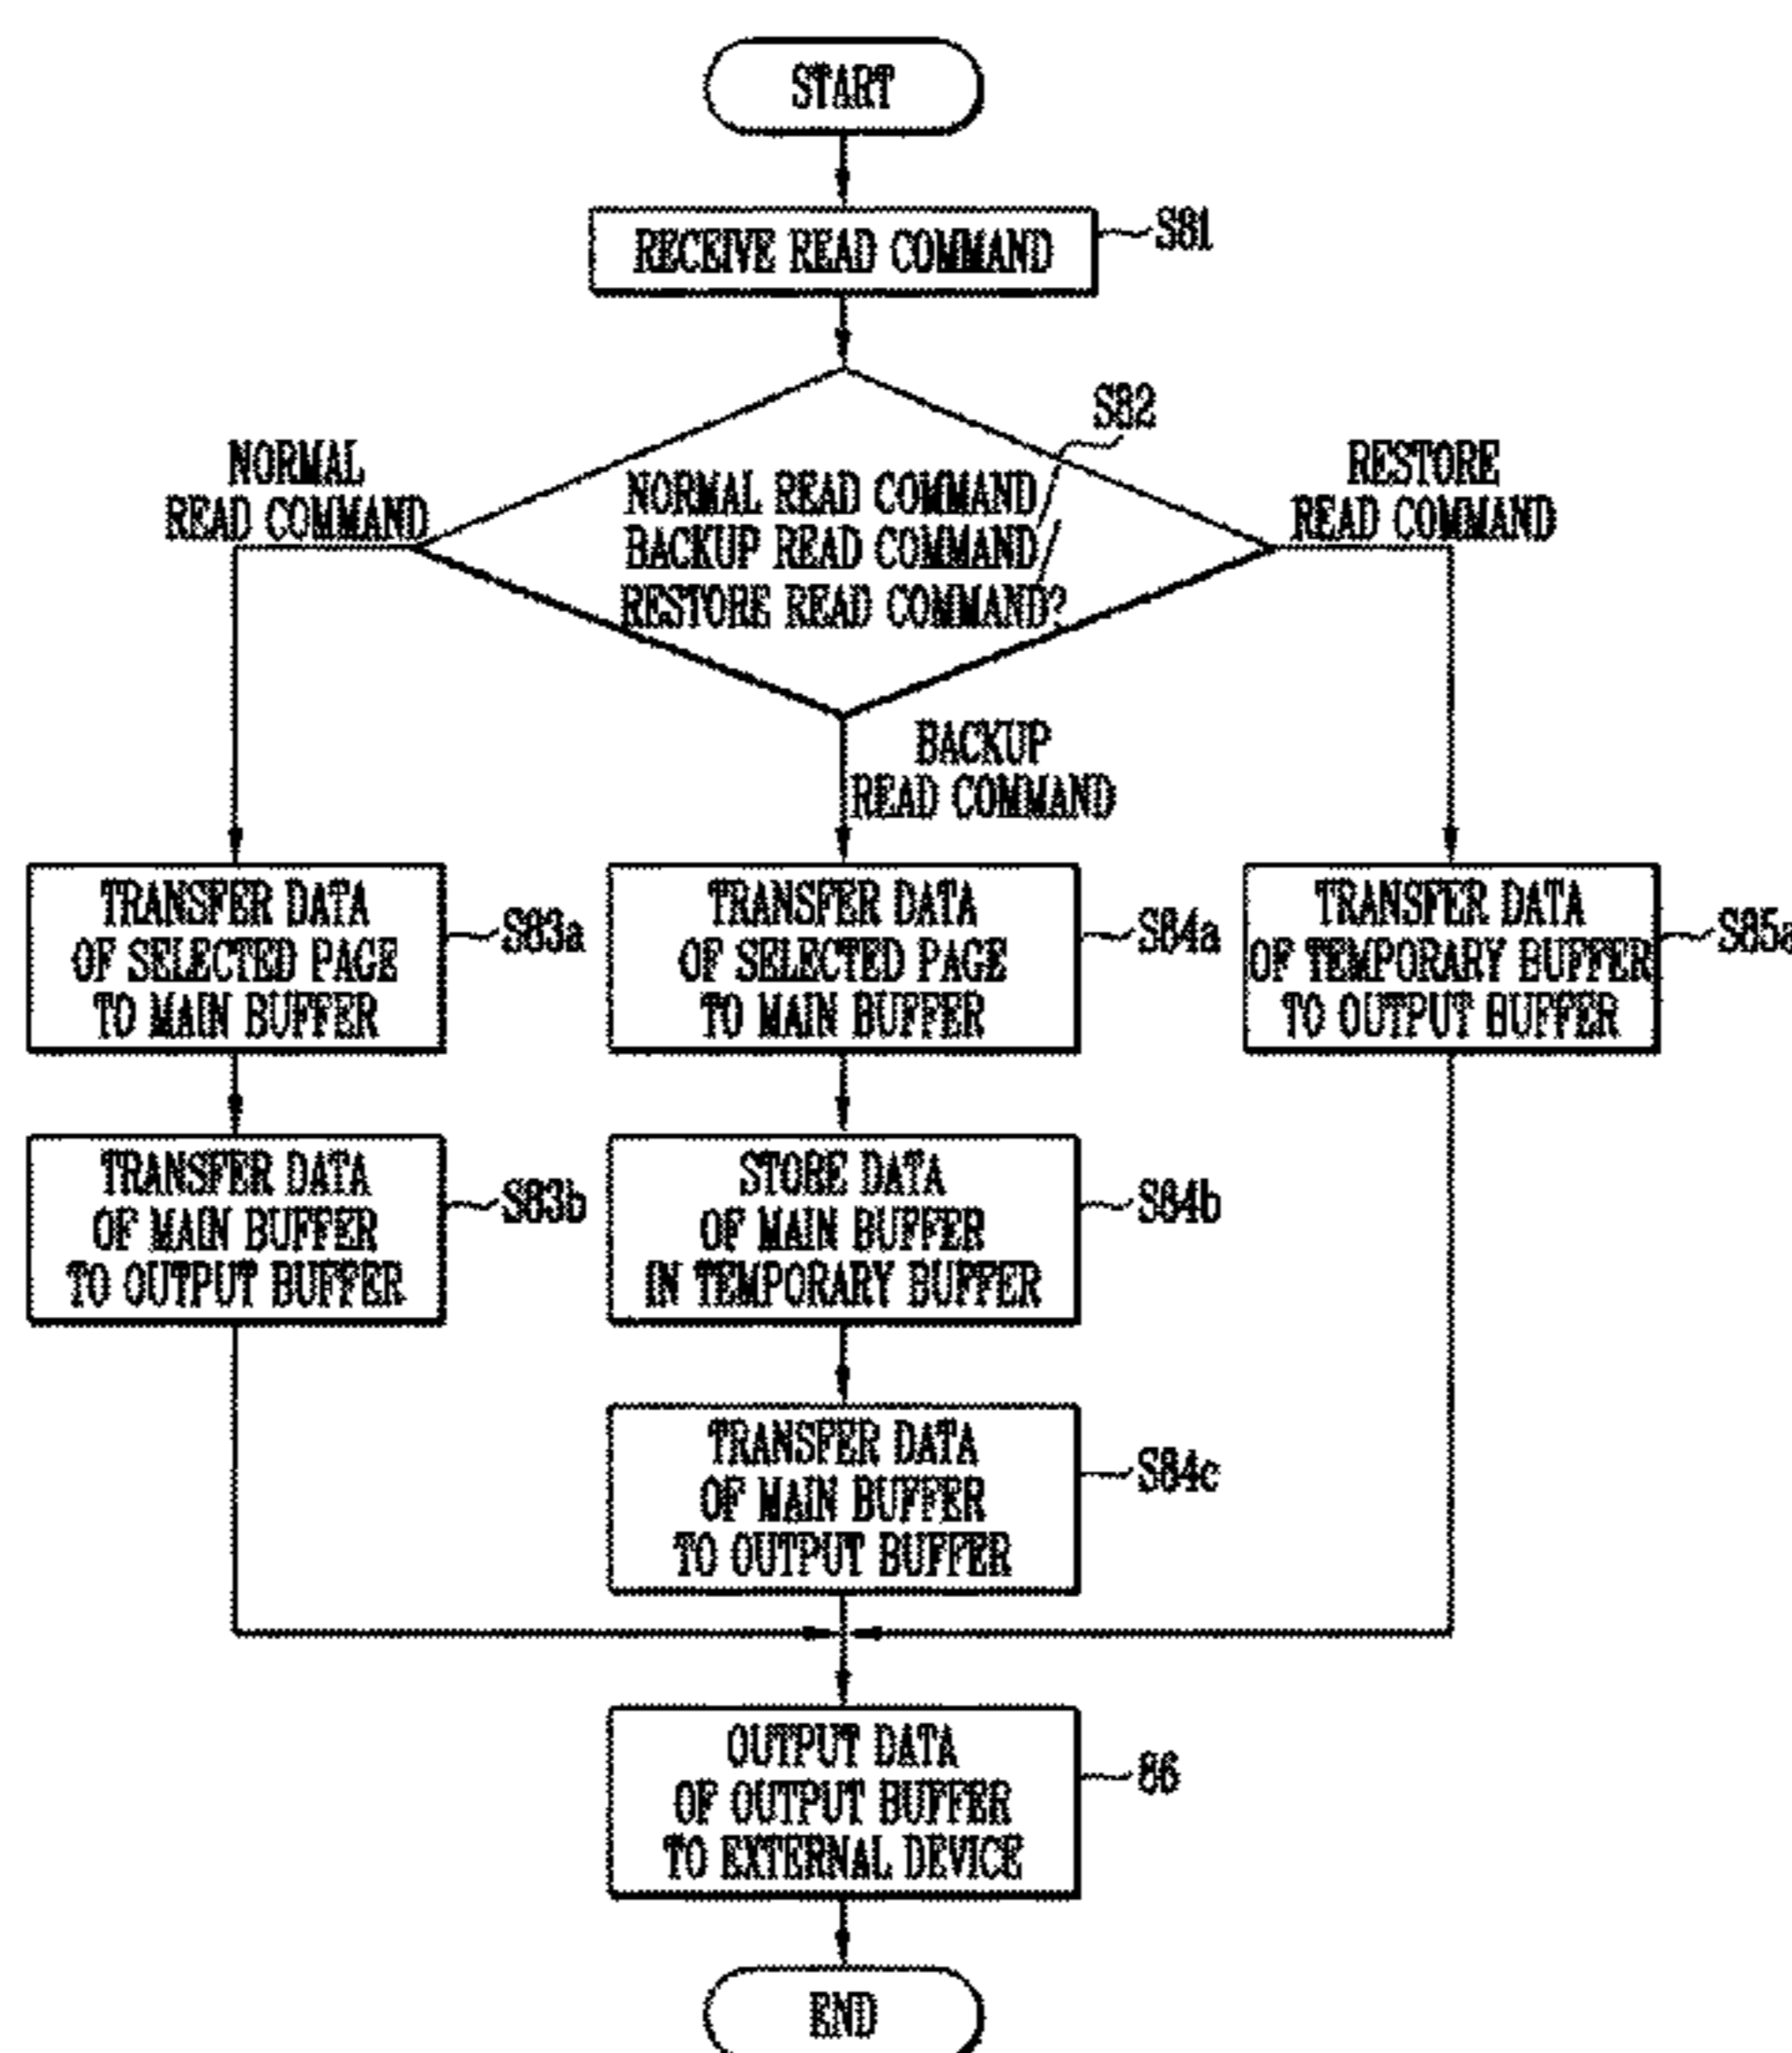 START
RECEIVE READ COMMAND
S81
S82
NORMAL
READ COMMAND
NORMAL READ COMMAND
BACKUP READ COMMAND
RESTORE READ COMMAND?
RESTORE
READ COMMAND
BACKUP
READ COMMAND
TRANSFER DATA
OF SELECTED PAGE
TO MAIN BUFFER
S83a
TRANSFER DATA
OF SELECTED PAGE
TO MAIN BUFFER
S84a
TRANSFER DATA
OF TEMPORARY BUFFER
TO OUTPUT BUFFER
S85a
TRANSFER DATA
OF MAIN BUFFER
TO OUTPUT BUFFER
S83b
STORE DATA
OF MAIN BUFFER
IN TEMPORARY BUFFER
S84b
TRANSFER DATA
OF MAIN BUFFER
TO OUTPUT BUFFER
S84c
OUTPUT DATA
OF OUTPUT BUFFER
TO EXTERNAL DEVICE
86
END